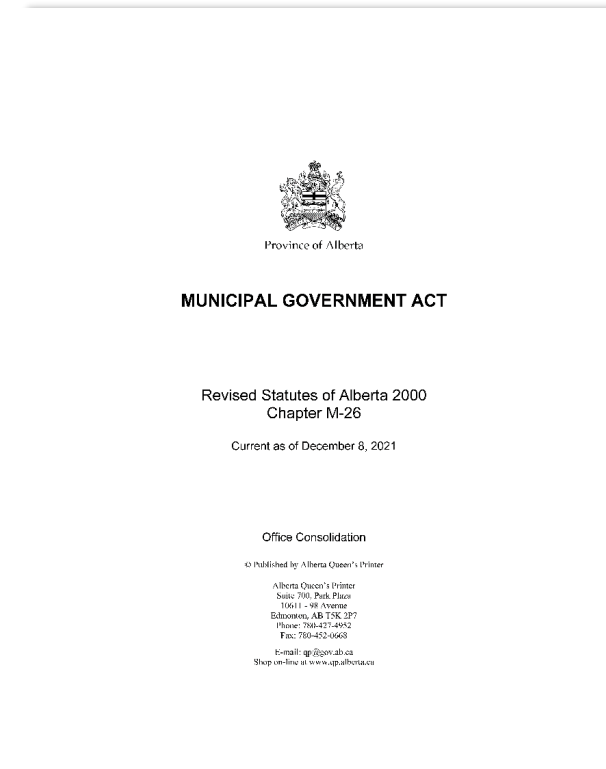 Province of Alberta
MUNICIPAL GOVERNMENT ACT
Revised Statutes of Alberta 2000
Chapter M-26
Current as of December 8, 2021
Office Consolidation
© Published by Alberta Queen's Printer
Alberta Queen's Printer
Suite 700, Park Plaza
10611 - 98 Avenue
Edmonton, AB T5K 2P7
Phone: 780-427-4952
Fax: 780-452-0668
E-mail: qp@gov.ab.ca
Shop on-line at www.qp.alberta.ca